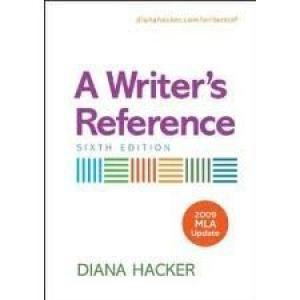 dianahacker.com/writersref
A Writer's
Reference
SIXTH EDITION
2009
MLA
Update
DIANA HACKER